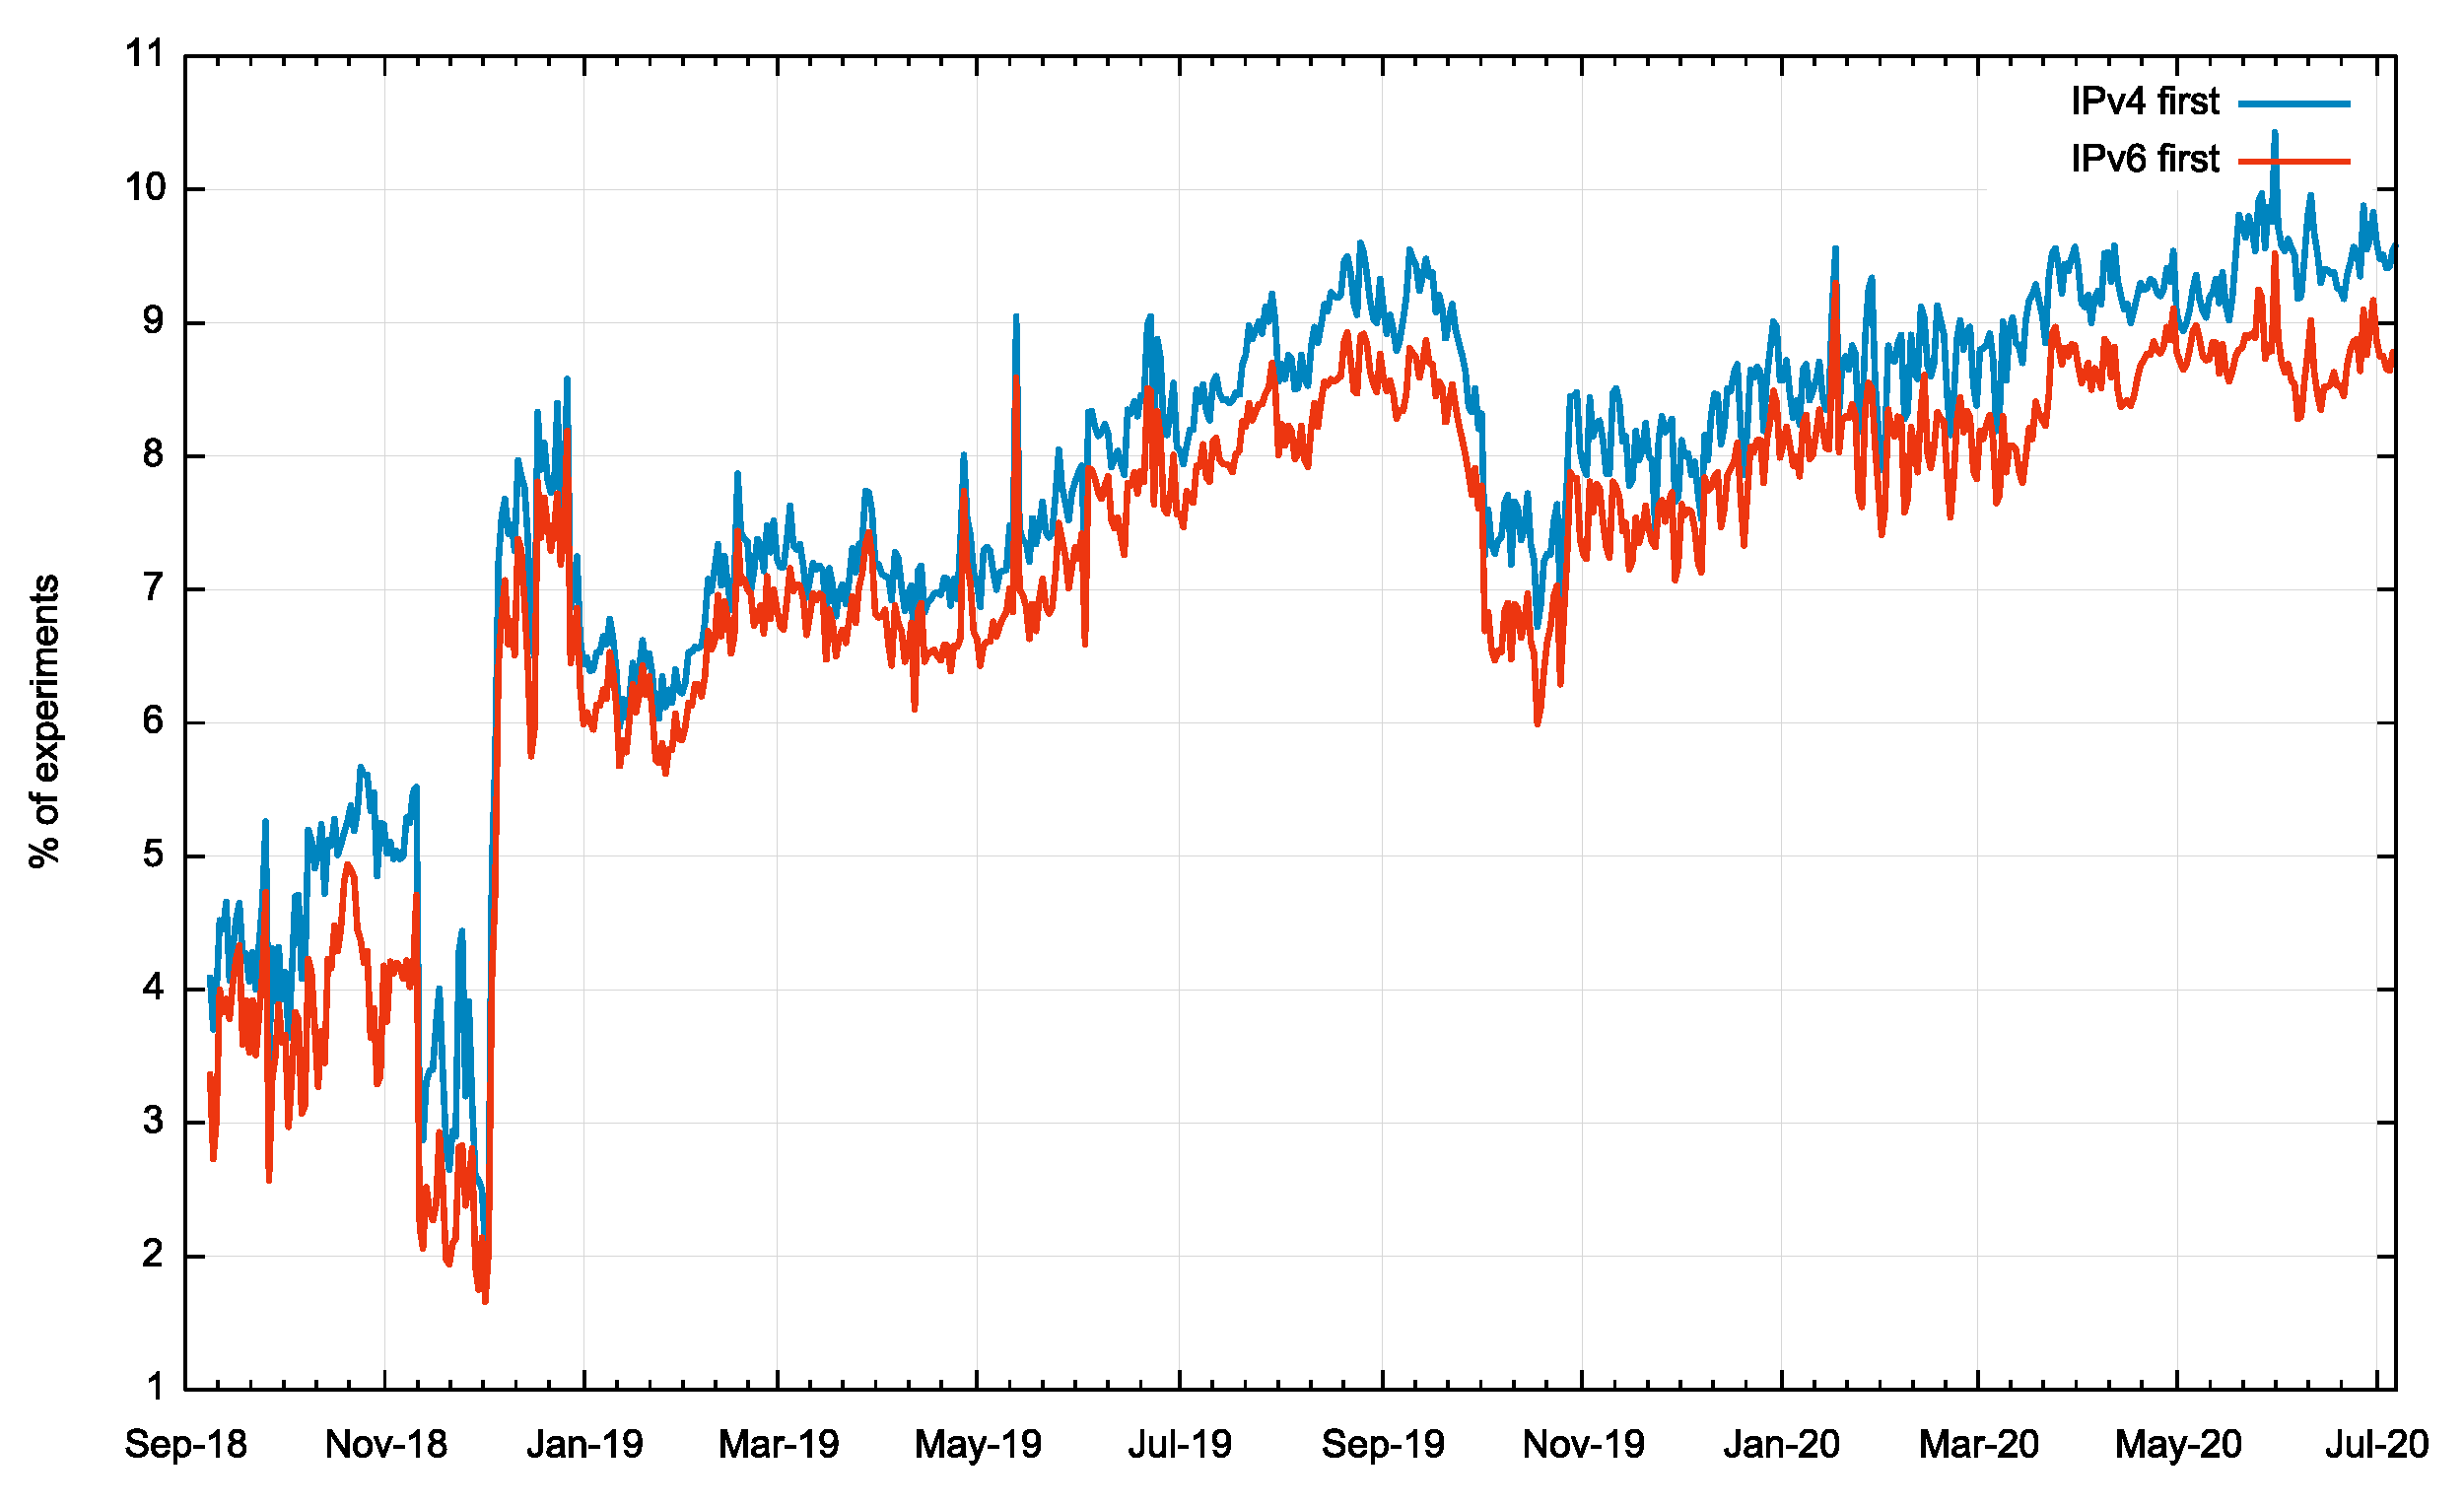 11
10
9
8
7
6
5
4
3
2
1
% of experiments
IPv4 first
IPv6 first
Sep-18 Nov-18 Jan-19 Mar-19 May-19 Jul-19 Sep-19 Nov-19 Jan-20 Mar-20 May-20 Jul-20